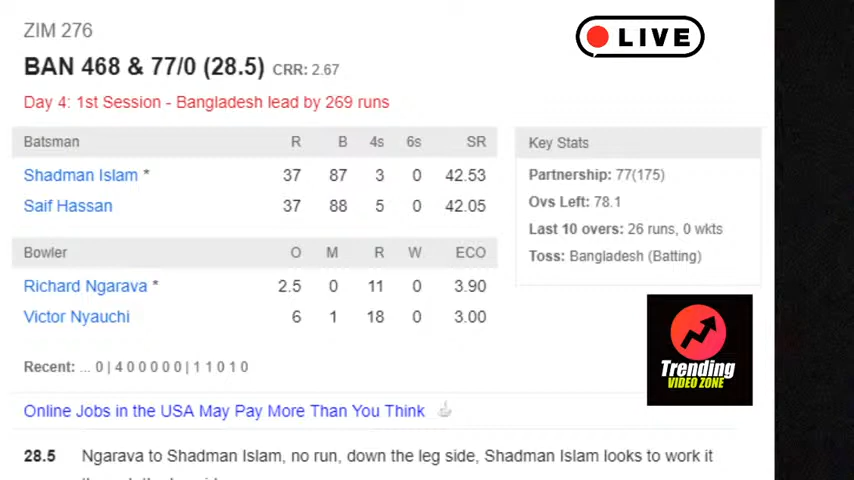 ZIM 276
LIVE
BAN 468 & 77/0 (28.5) CRR: 2.67
Day 4: 1st Session - Bangladesh lead by 269 runs
Batsman R B 4s 6s SR
Shadman Islam * 37 87 3 0 42.53
Saif Hassan 37 88 5 0 42.05
Bowler O M R W ECO
Richard Ngarava * 2.5 0 11 0 3.90
Victor Nyauchi 6 1 18 0 3.00
Key Stats
Partnership: 77(175)
Ovs Left: 78.1
Last 10 overs: 26 runs, 0 wkts
Toss: Bangladesh (Batting)
Trending
VIDEO ZONE
Recent: ... 0 | 4 0 0 0 0 0 | 1 1 0 1 0
Online Jobs in the USA May Pay More Than You Think
28.5 Ngarava to Shadman Islam, no run, down the leg side, Shadman Islam looks to work it